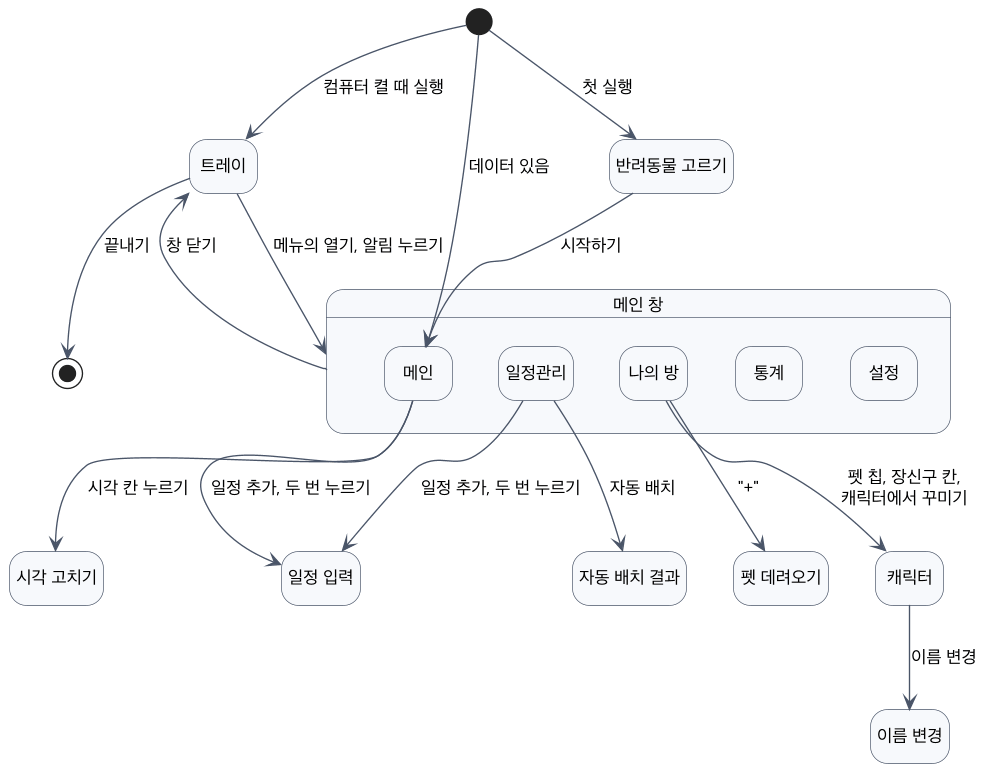 컴퓨터 켤 때 실행
첫 실행
트레이
데이터 있음
반려동물 고르기
끝내기
창 닫기
메뉴의 열기, 알림 누르기
시작하기
메인 창
메인
일정관리
나의 방
통계
설정
시각 칸 누르기
일정 추가, 두 번 누르기
일정 추가, 두 번 누르기
자동 배치
"+"
펫 칩, 장신구 칸,
캐릭터에서 꾸미기
시각 고치기
일정 입력
자동 배치 결과
펫 데려오기
캐릭터
이름 변경
이름 변경